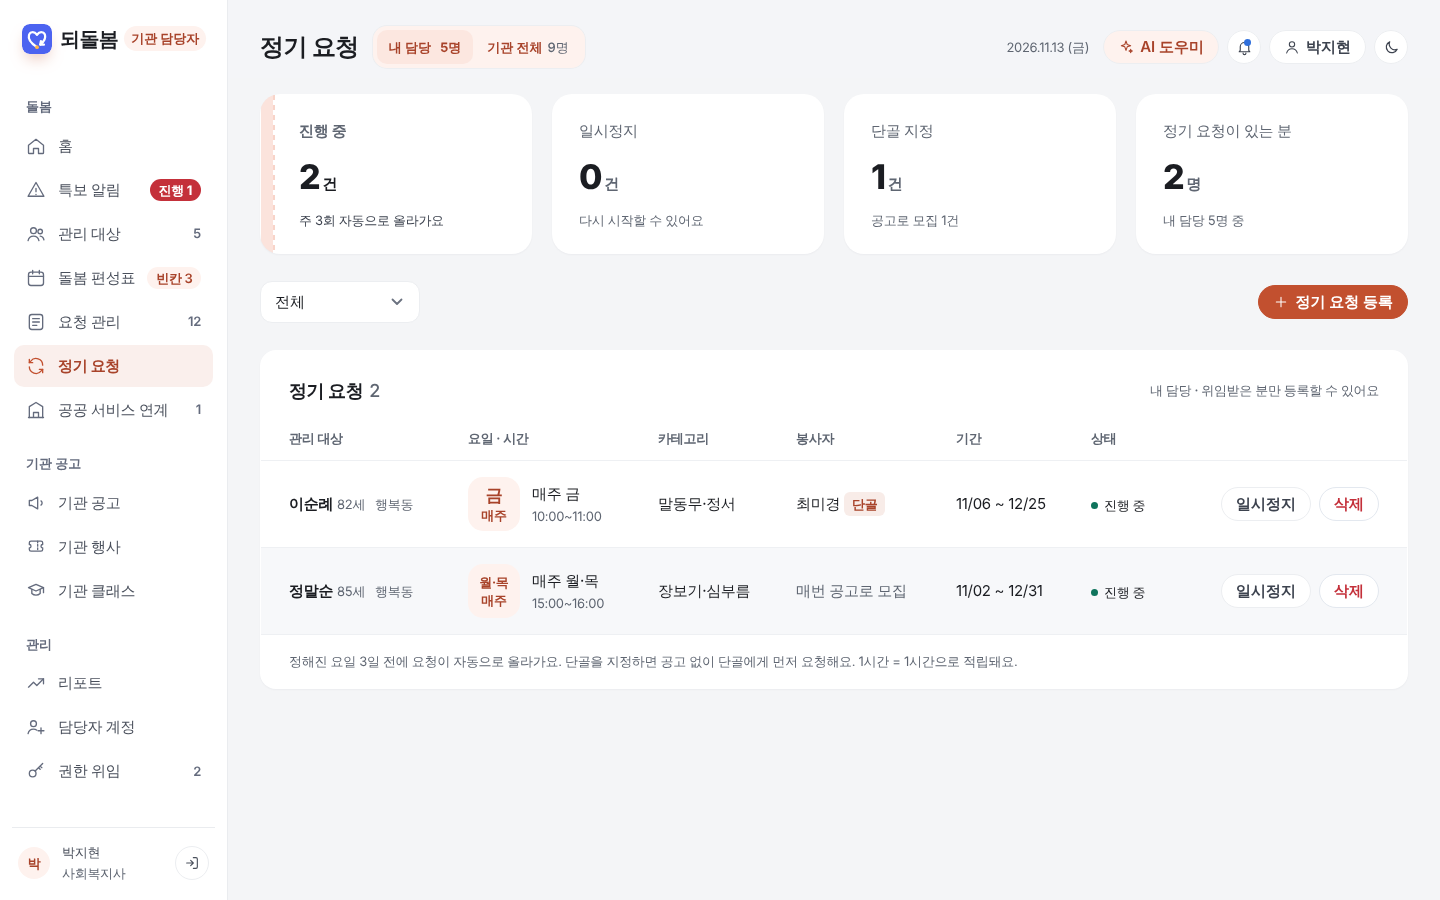 되돌봄 기관 담당자
돌봄
홈
특보 알림 진행 1
관리 대상 5
돌봄 편성표 빈칸 3
요청 관리 12
정기 요청
공공 서비스 연계 1
기관 공고
기관 공고
기관 행사
기관 클래스
관리
리포트
담당자 계정
권한 위임 2
박 박지현
사회복지사
정기 요청 내 담당 5명 기관 전체 9명
2026.11.13 (금) AI 도우미 박지현
진행 중
2건
주 3회 자동으로 올라가요
일시정지
0건
다시 시작할 수 있어요
단골 지정
1건
공고로 모집 1건
정기 요청이 있는 분
2명
내 담당 5명 중
전체
정기 요청 등록
정기 요청 2
내 담당 · 위임받은 분만 등록할 수 있어요
관리 대상 요일 · 시간 카테고리 봉사자 기간 상태
이순례 82세 행복동 금 매주 매주 금 10:00~11:00 말동무·정서 최미경 단골 11/06 ~ 12/25 진행 중 일시정지 삭제
정말순 85세 행복동 월·목 매주 매주 월·목 15:00~16:00 장보기·심부름 매번 공고로 모집 11/02 ~ 12/31 진행 중 일시정지 삭제
정해진 요일 3일 전에 요청이 자동으로 올라가요. 단골을 지정하면 공고 없이 단골에게 먼저 요청해요. 1시간 = 1시간으로 적립돼요.